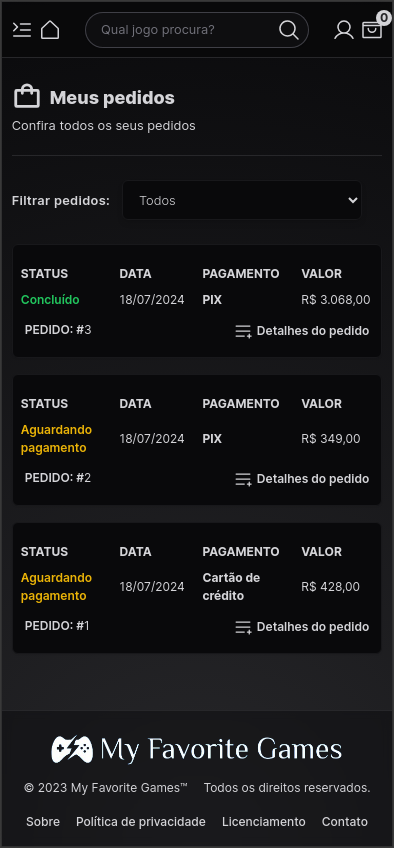 Qual jogo procura?
0
Meus pedidos
Confira todos os seus pedidos
Filtrar pedidos: Todos
STATUS DATA PAGAMENTO VALOR
Concluído 18/07/2024 PIX R$ 3.068,00
PEDIDO: #3 Detalhes do pedido
STATUS DATA PAGAMENTO VALOR
Aguardando
pagamento 18/07/2024 PIX R$ 349,00
PEDIDO: #2 Detalhes do pedido
STATUS DATA PAGAMENTO VALOR
Aguardando
pagamento 18/07/2024 Cartão de
crédito R$ 428,00
PEDIDO: #1 Detalhes do pedido
My Favorite Games
© 2023 My Favorite Games™ Todos os direitos reservados.
Sobre Política de privacidade Licenciamento Contato